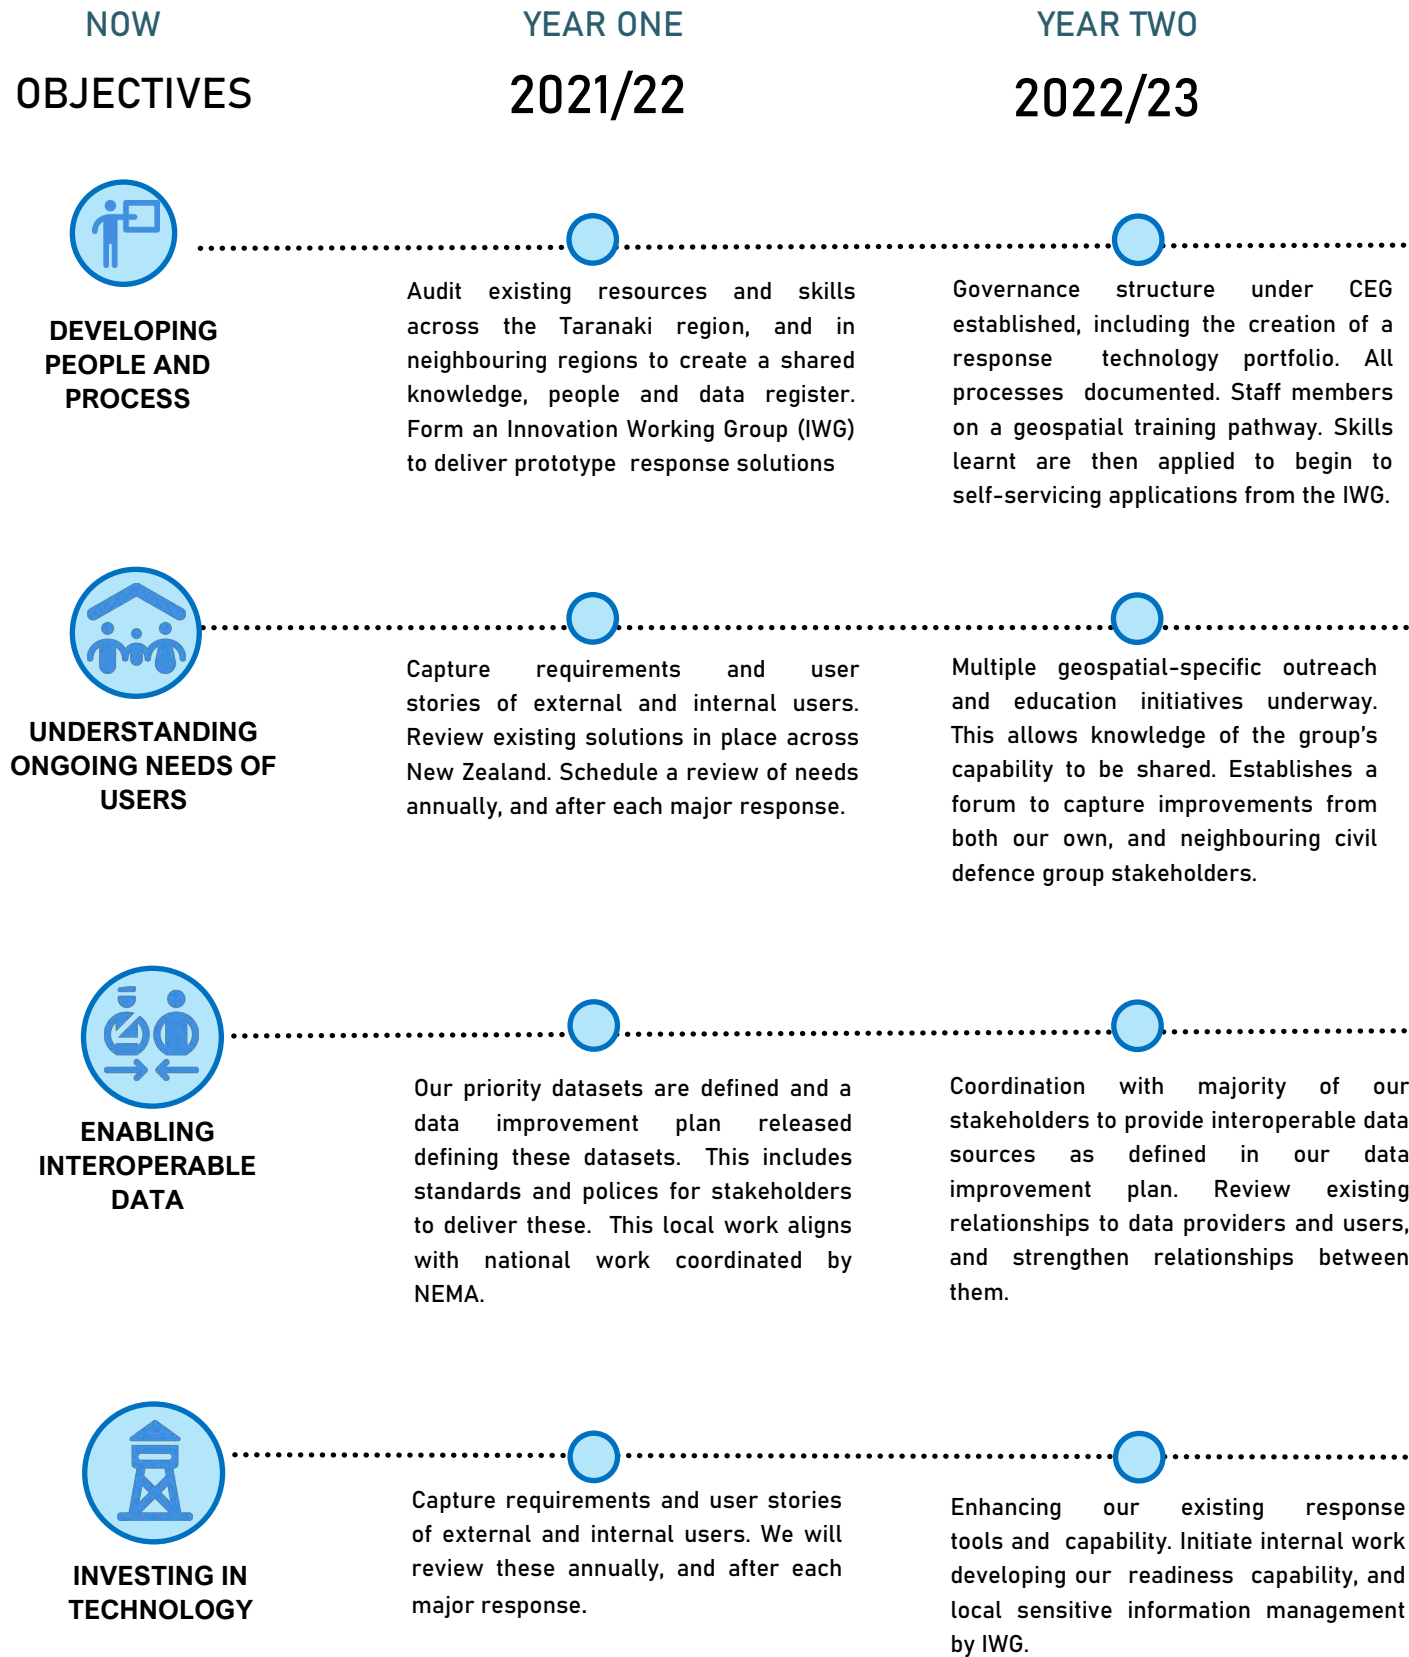 NOW
YEAR ONE
YEAR TWO
OBJECTIVES
2021/22
2022/23
DEVELOPING
PEOPLE AND
PROCESS
Audit existing resources and skills
across the Taranaki region, and in
neighbouring regions to create a shared
knowledge, people and data register.
Form an Innovation Working Group (IWG)
to deliver prototype response solutions
Governance structure under CEG
established, including the creation of a
response technology portfolio. All
processes documented. Staff members
on a geospatial training pathway. Skills
learnt are then applied to begin to
self-servicing applications from the IWG.
UNDERSTANDING
ONGOING NEEDS OF
USERS
Capture requirements and user
stories of external and internal users.
Review existing solutions in place across
New Zealand. Schedule a review of needs
annually, and after each major response.
Multiple geospatial-specific outreach
and education initiatives underway.
This allows knowledge of the group's
capability to be shared. Establishes a
forum to capture improvements from
both our own, and neighbouring civil
defence group stakeholders.
ENABLING
INTEROPERABLE
DATA
Our priority datasets are defined and a
data improvement plan released
defining these datasets. This includes
standards and polices for stakeholders
to deliver these. This local work aligns
with national work coordinated by
NEMA.
Coordination with majority of our
stakeholders to provide interoperable data
sources as defined in our data
improvement plan. Review existing
relationships to data providers and users,
and strengthen relationships between
them.
INVESTING IN
TECHNOLOGY
Capture requirements and user stories
of external and internal users. We will
review these annually, and after each
major response.
Enhancing our existing response
tools and capability. Initiate internal work
developing our readiness capability, and
local sensitive information management
by IWG.